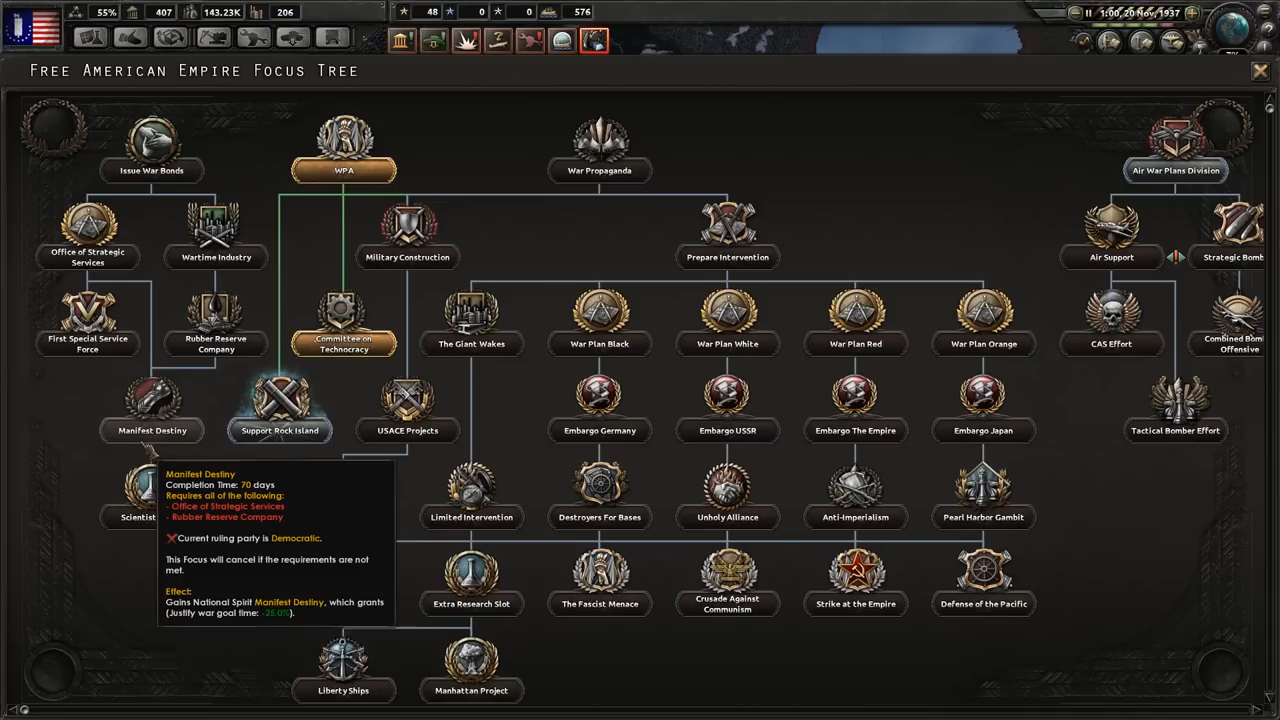 55%
407
143.23K
206
48
0
0
576
1:00, 20 Nov, 1937
Free American Empire Focus Tree
Issue War Bonds
WPA
War Propaganda
Air War Plans Division
Office of Strategic
Services
Wartime Industry
Military Construction
Prepare Intervention
Air Support
Strategic Bomb
First Special Service
Force
Rubber Reserve
Company
Committee on
Technocracy
The Giant Wakes
War Plan Black
War Plan White
War Plan Red
War Plan Orange
CAS Effort
Combined Bomb
Offensive
Manifest Destiny
Support Rock Island
USACE Projects
Embargo Germany
Embargo USSR
Embargo The Empire
Embargo Japan
Tactical Bomber Effort
Manifest Destiny
Completion Time: 70 days
Requires all of the following:
- Office of Strategic Services
- Rubber Reserve Company
Current ruling party is Democratic.
This Focus will cancel if the requirements are not
met.
Effect:
Gains National Spirit Manifest Destiny, which grants
(Justify war goal time: -25.0%).
Scientist
Limited Intervention
Destroyers For Bases
Unholy Alliance
Anti-Imperialism
Pearl Harbor Gambit
Extra Research Slot
The Fascist Menace
Crusade Against
Communism
Strike at the Empire
Defense of the Pacific
Liberty Ships
Manhattan Project